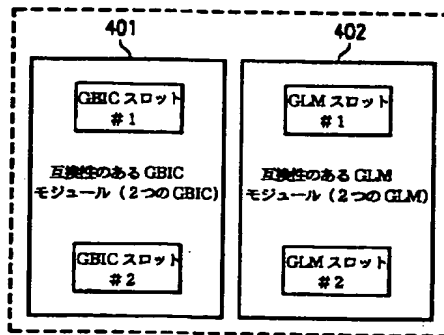 401
402
GBIC スロット
#1
互換性のある GBIC
モジュール（2つの GBIC）
GBIC スロット
#2
GLM スロット
#1
互換性のある GLM
モジュール（2つの GLM）
GLM スロット
#2